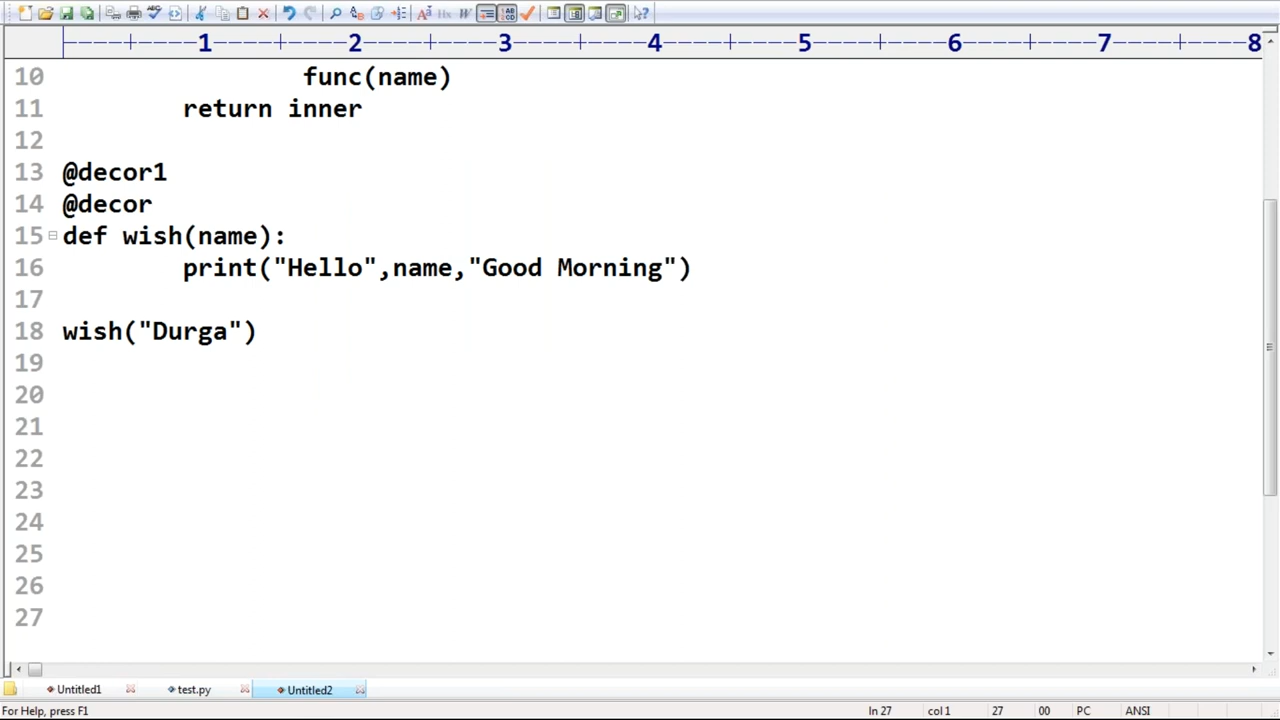 ----+----1----+----2----+----3----+----4----+----5----+----6----+----7----+----8
10 func(name)
11 return inner
12
13 @decor1
14 @decor
15 def wish(name):
16 print("Hello",name,"Good Morning")
17
18 wish("Durga")
19
20
21
22
23
24
25
26
27
Untitled1 test.py Untitled2
For Help, press F1 ln 27 col 1 27 00 PC ANSI